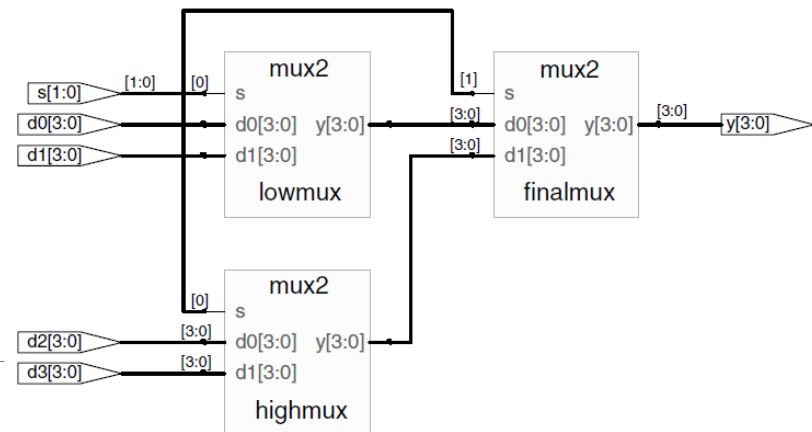 mux2
mux2
s[1:0]
[1:0]
[0]
s
[1]
s
d0[3:0]
d0[3:0]
y[3:0]
[3:0]
d0[3:0]
y[3:0]
[3:0]
y[3:0]
d1[3:0]
d1[3:0]
[3:0]
d1[3:0]
lowmux
finalmux
mux2
[0]
s
d2[3:0]
[3:0]
d0[3:0]
y[3:0]
d3[3:0]
[3:0]
d1[3:0]
highmux